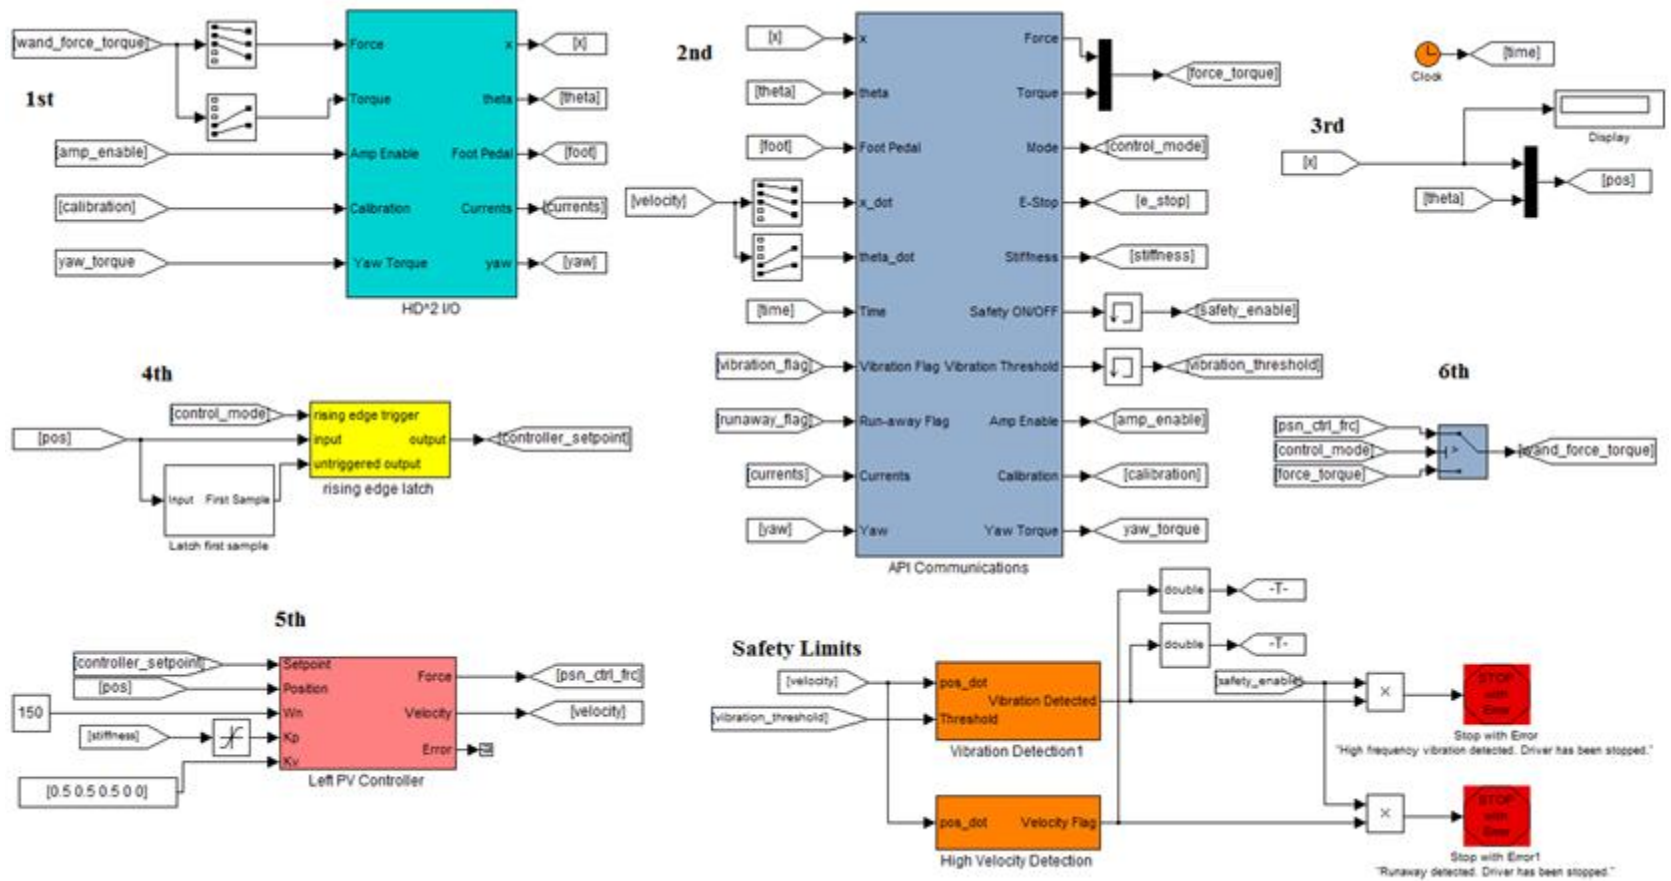 1st
[wand_force_torque]
[amp_enable]
[calibration]
yaw_torque
Force
Torque
Amp Enable
Calibration
Yaw Torque
x
theta
Foot Pedal
Currents
yaw
HD^2 I/O
[x]
[theta]
[foot]
[currents]
[yaw]
2nd
[x]
[theta]
[foot]
[velocity]
[time]
[vibration_flag]
[runaway_flag]
[currents]
[yaw]
x
theta
Foot Pedal
x_dot
theta_dot
Time
Vibration Flag
Run-away Flag
Currents
Yaw
Force
Torque
Mode
E-Stop
Stiffness
Safety ON/OFF
Vibration Threshold
Amp Enable
Calibration
Yaw Torque
API Communications
[force_torque]
[control_mode]
[e_stop]
[stiffness]
[safety_enable]
[vibration_threshold]
[amp_enable]
[calibration]
yaw_torque
3rd
Clock
[time]
Display
[x]
[theta]
[pos]
4th
[control_mode]
[pos]
rising edge trigger
input
untriggered output
output
rising edge latch
[controller_setpoint]
Input
First Sample
Latch first sample
5th
[controller_setpoint]
[pos]
150
[stiffness]
[0.5 0.5 0.5 0 0]
Setpoint
Position
Wn
Kp
Kv
Force
Velocity
Error
Left PV Controller
[psn_ctrl_frc]
[velocity]
6th
[psn_ctrl_frc]
[control_mode]
[force_torque]
>
[wand_force_torque]
Safety Limits
[velocity]
[vibration_threshold]
pos_dot
Threshold
Vibration Detected
Vibration Detection1
pos_dot
Velocity Flag
High Velocity Detection
double
-T-
double
-T-
[safety_enable]
×
×
STOP
with
Error
Stop with Error
"High frequency vibration detected. Driver has been stopped."
STOP
with
Error
Stop with Error1
"Runaway detected. Driver has been stopped."